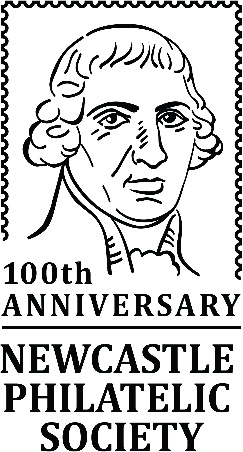 100th
ANNIVERSARY
NEWCASTLE
PHILATELIC
SOCIETY